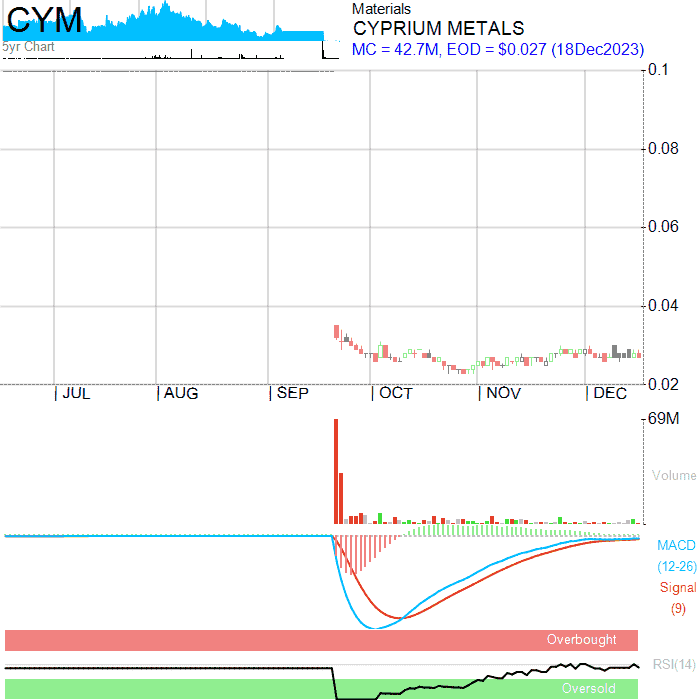 CYM
Materials
CYPRIUM METALS
5yr Chart
MC = 42.7M, EOD = $0.027 (18Dec2023)
0.1
0.08
0.06
0.04
0.02
JUL AUG SEP OCT NOV DEC
69M
Volume
MACD
(12-26)
Signal
(9)
Overbought
RSI(14)
Oversold